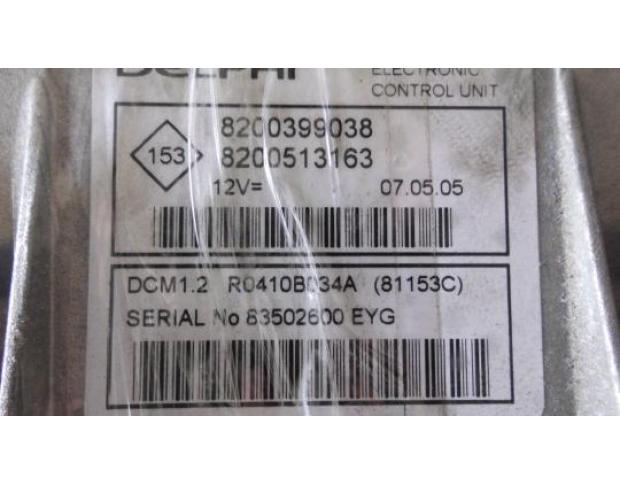 DELPHI
ELECTRONIC
CONTROL UNIT
8200399038
153
8200513163
12V= 07.05.05
DCM1.2 R0410B034A (81153C)
SERIAL No 83502600 EYG